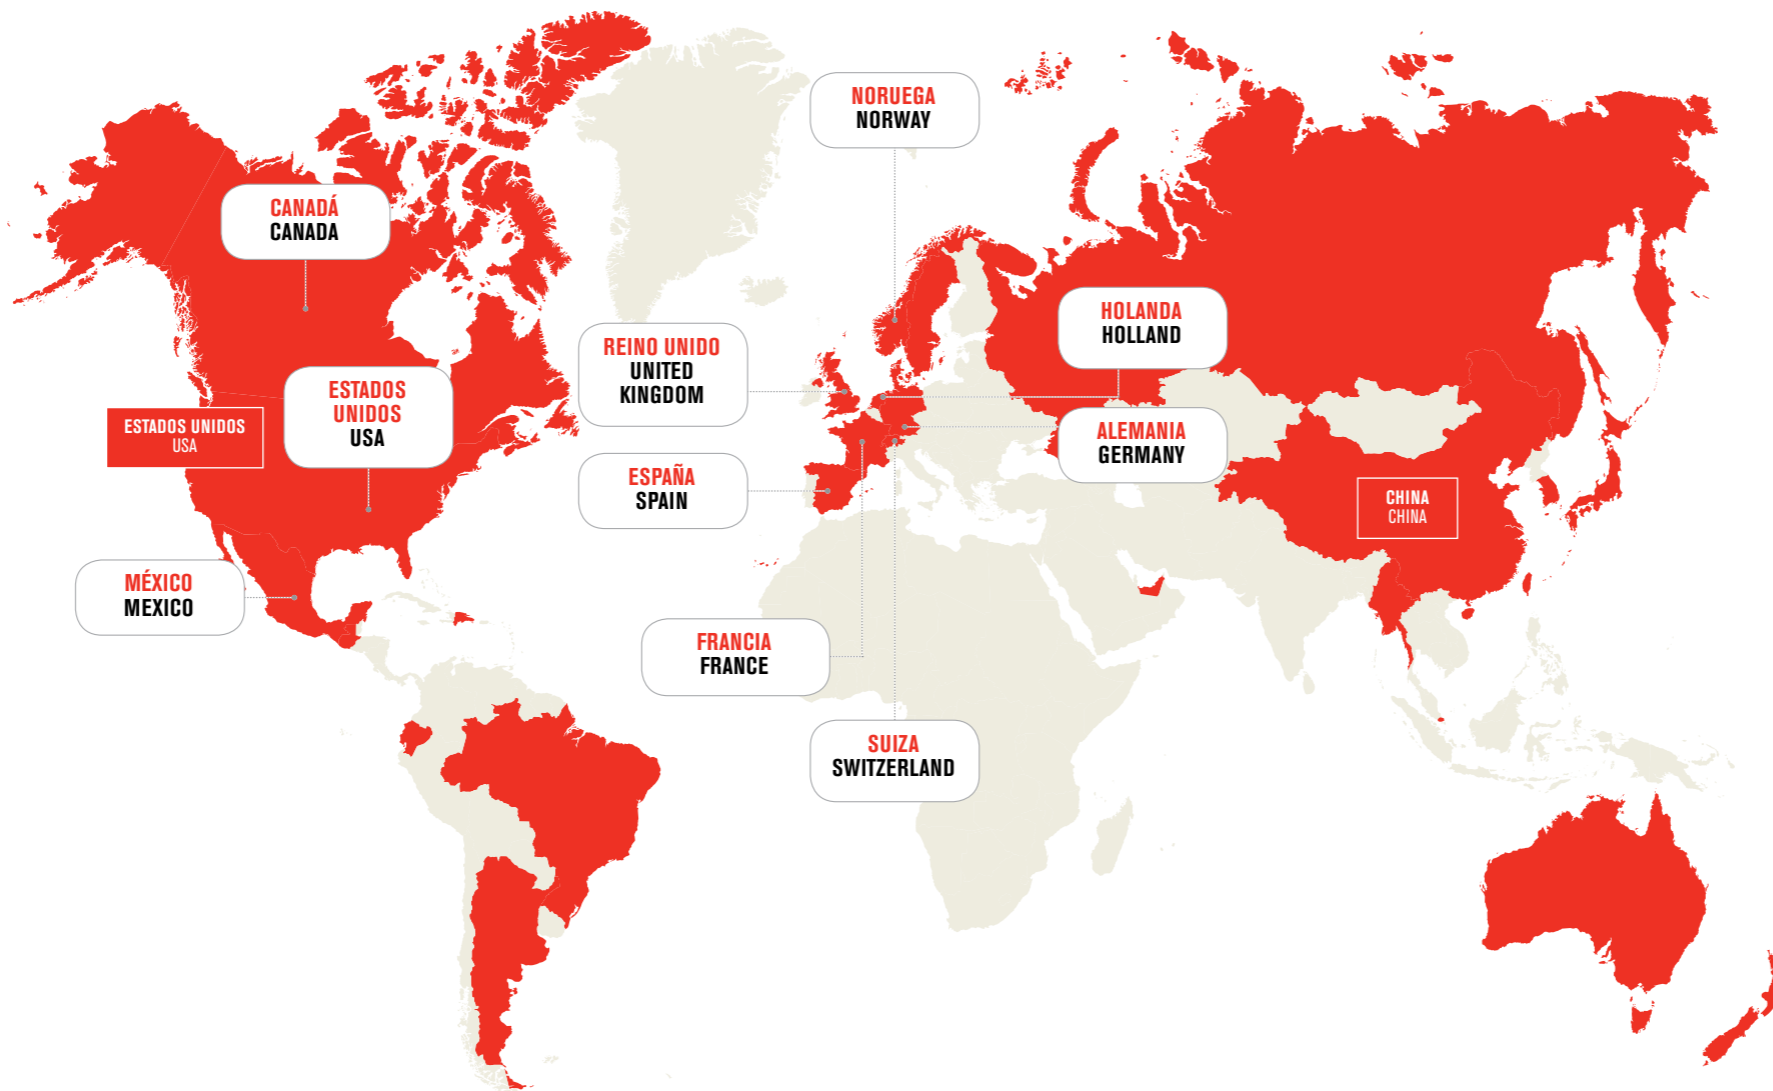 NORUEGA
NORWAY
CANADÁ
CANADA
HOLANDA
HOLLAND
REINO UNIDO
UNITED
KINGDOM
ESTADOS
UNIDOS
USA
ESTADOS UNIDOS
USA
ALEMANIA
GERMANY
ESPAÑA
SPAIN
CHINA
CHINA
MÉXICO
MEXICO
FRANCIA
FRANCE
SUIZA
SWITZERLAND